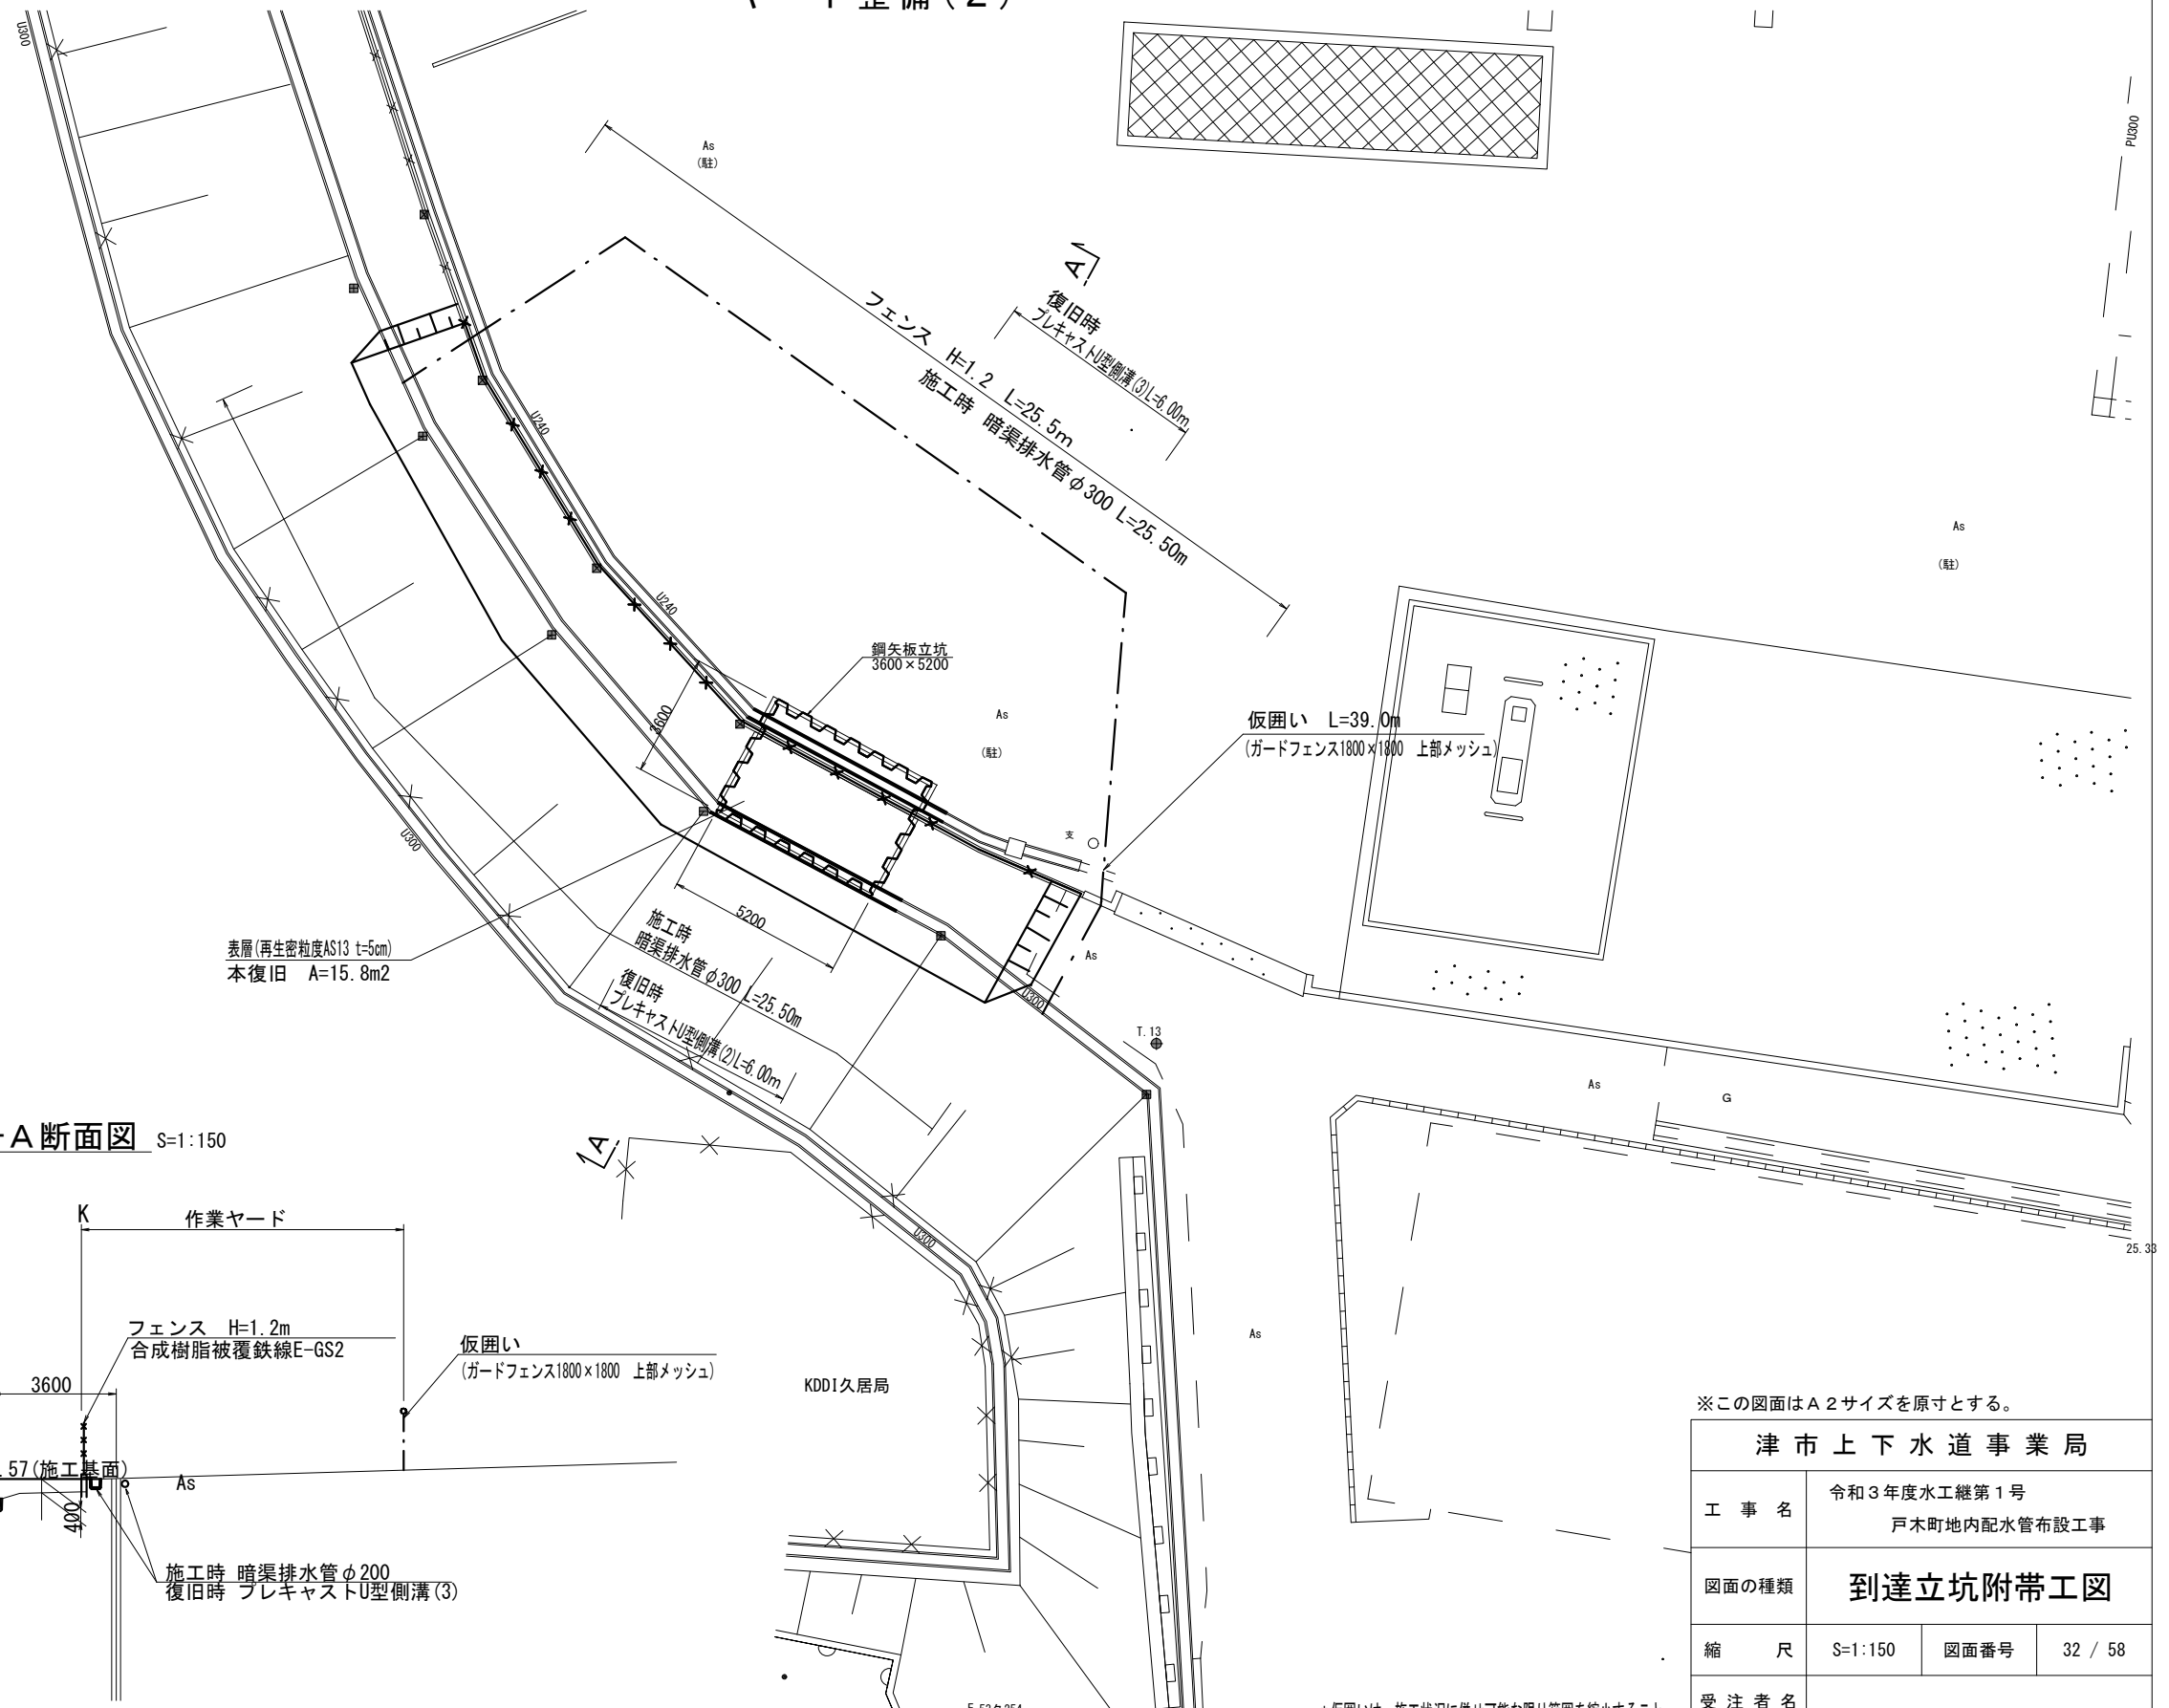 ヤード整備(２)
U300
As
(駐)
PU300
A
復旧時
プレキャストU型側溝(3)L=6.00m
フェンス H=1.2 L=25.5m
施工時 暗渠排水管φ300 L=25.50m
As
(駐)
U240
U240
鋼矢板立坑
3600×5200
3600
As
(駐)
仮囲い L=39.0m
(ガードフェンス1800×1800 上部メッシュ)
支
U300
5200
表層(再生密粒度AS13 t=5cm)
本復旧 A=15.8m2
施工時
暗渠排水管φ300 L=25.50m
復旧時
プレキャストU型側溝(2)L=6.00m
As
U300
T.13
As
G
A
-A断面図 S=1:150
U300
25.33
K
作業ヤード
フェンス H=1.2m
合成樹脂被覆鉄線E-GS2
仮囲い
(ガードフェンス1800×1800 上部メッシュ)
3600
.57(施工基面)
As
400
施工時 暗渠排水管φ200
復旧時 プレキャストU型側溝(3)
KDDI久居局
As
※この図面はＡ２サイズを原寸とする。
津市上下水道事業局
工事名
令和３年度水工継第１号
戸木町地内配水管布設工事
図面の種類
到達立坑附帯工図
縮尺
S=1:150
図面番号
32 / 58
受注者名